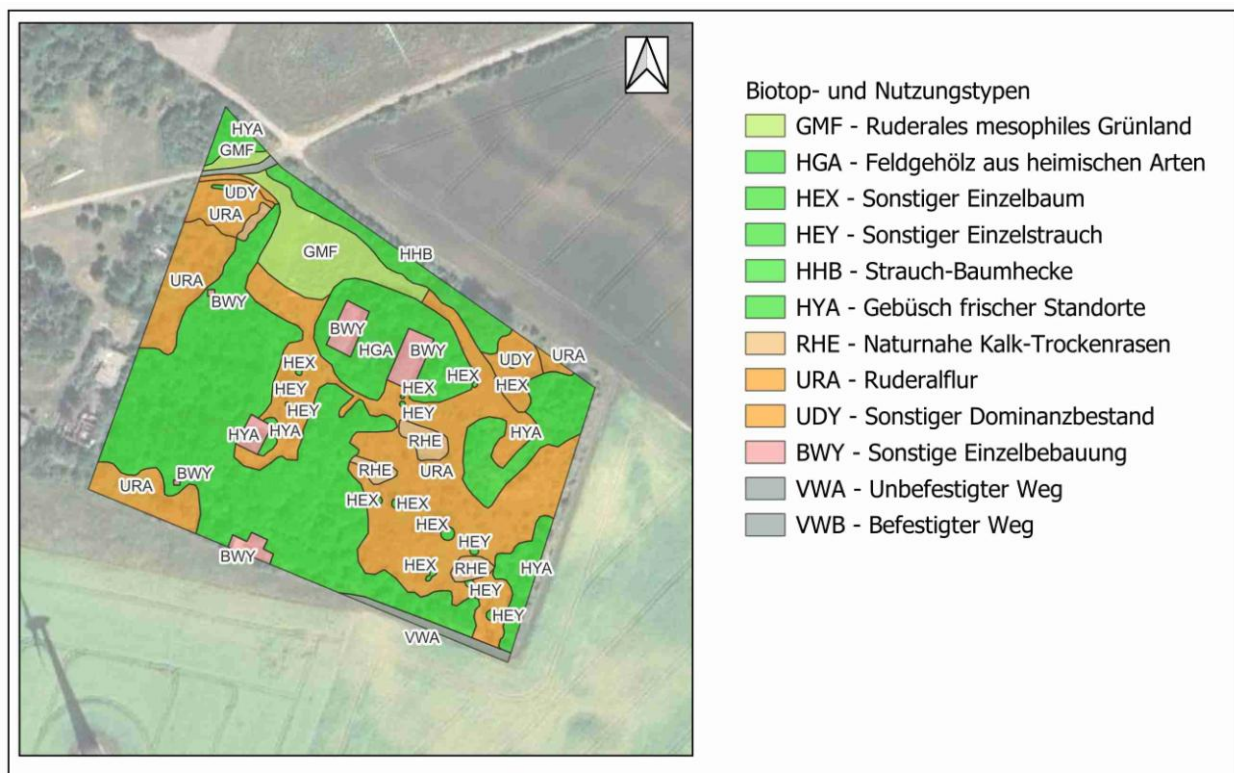 HYA
GMF
UDY
URA
HHB
GMF
URA
BWY
BWY
HGA
BWY
UDY
URA
HEX
HEX
HEX
HEX
HEY
HEY
HEY
HYA
HYA
HYA
RHE
RHE
URA
BWY
URA
HEX
HEX
HEX
HEY
BWY
HEX
RHE
HYA
HEY
HEY
VWA
Biotop- und Nutzungstypen
GMF - Ruderales mesophiles Grünland
HGA - Feldgehölz aus heimischen Arten
HEX - Sonstiger Einzelbaum
HEY - Sonstiger Einzelstrauch
HHB - Strauch-Baumhecke
HYA - Gebüsch frischer Standorte
RHE - Naturnahe Kalk-Trockenrasen
URA - Ruderalflur
UDY - Sonstiger Dominanzbestand
BWY - Sonstige Einzelbebauung
VWA - Unbefestigter Weg
VWB - Befestigter Weg